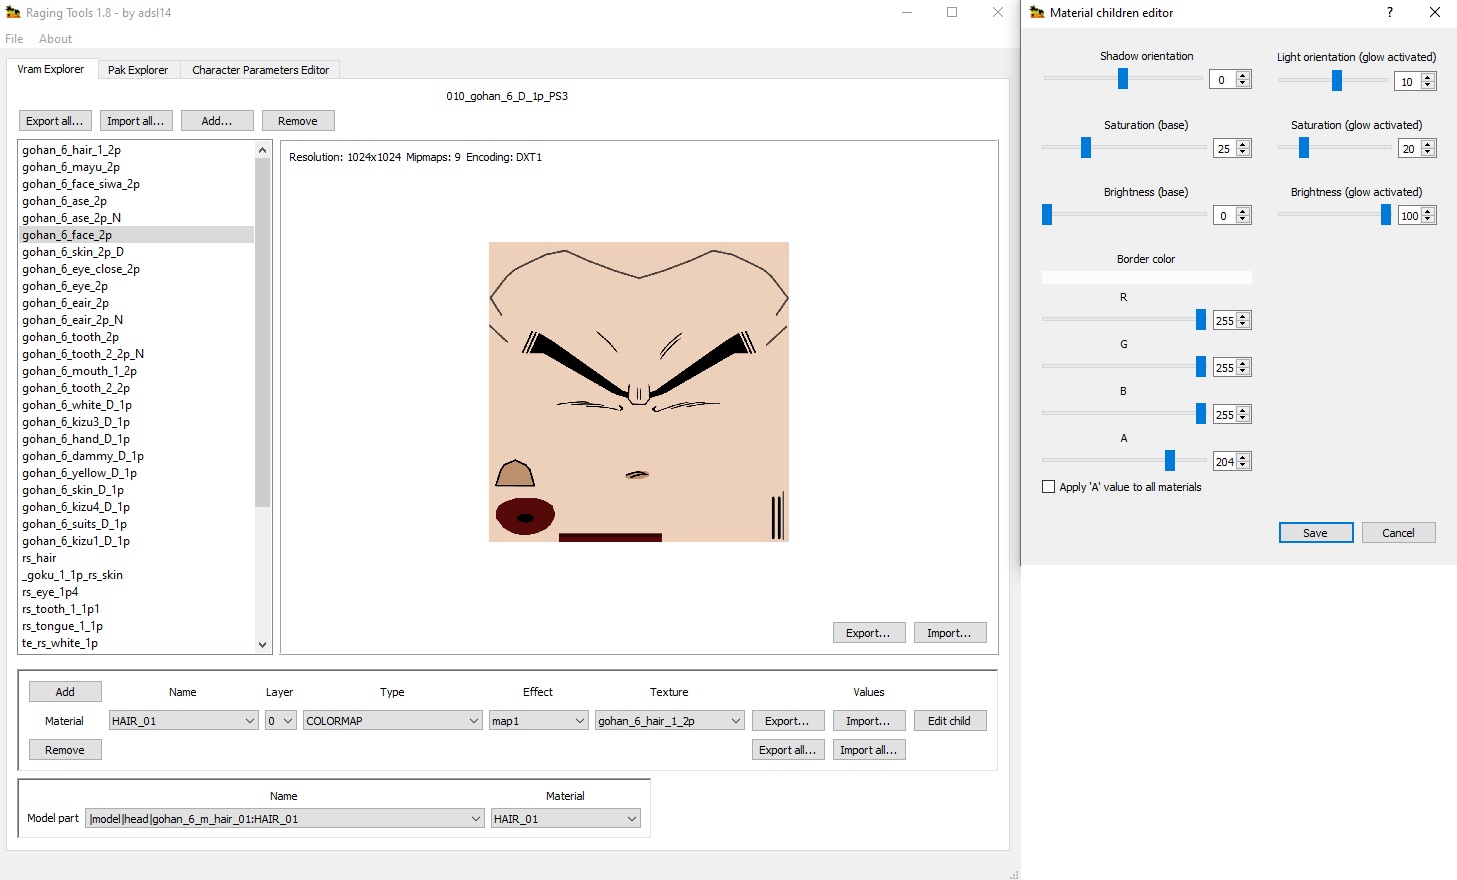 Raging Tools 1.8 - by adsl14
File About
Vram Explorer Pak Explorer Character Parameters Editor
010_gohan_6_D_1p_PS3
Export all... Import all... Add... Remove
gohan_6_hair_1_2p
gohan_6_mayu_2p
gohan_6_face_siwa_2p
gohan_6_ase_2p
gohan_6_ase_2p_N
gohan_6_face_2p
gohan_6_skin_2p_D
gohan_6_eye_close_2p
gohan_6_eye_2p
gohan_6_eair_2p
gohan_6_eair_2p_N
gohan_6_tooth_2p
gohan_6_tooth_2_2p_N
gohan_6_mouth_1_2p
gohan_6_tooth_2_2p
gohan_6_white_D_1p
gohan_6_kizu3_D_1p
gohan_6_hand_D_1p
gohan_6_dammy_D_1p
gohan_6_yellow_D_1p
gohan_6_skin_D_1p
gohan_6_kizu4_D_1p
gohan_6_suits_D_1p
gohan_6_kizu1_D_1p
rs_hair
_goku_1_1p_rs_skin
rs_eye_1p4
rs_tooth_1_1p1
rs_tongue_1_1p
te_rs_white_1p
Resolution: 1024x1024 Mipmaps: 9 Encoding: DXT1
Export... Import...
Add Name Layer Type Effect Texture Values
Material HAIR_01 0 COLORMAP map1 gohan_6_hair_1_2p Export... Import... Edit child
Remove Export all... Import all...
Name Material
Model part |model|head|gohan_6_m_hair_01:HAIR_01 HAIR_01
Material children editor ?
Shadow orientation Light orientation (glow activated)
0 10
Saturation (base) Saturation (glow activated)
25 20
Brightness (base) Brightness (glow activated)
0 100
Border color
R
255
G
255
B
255
A
204
Apply 'A' value to all materials
Save Cancel